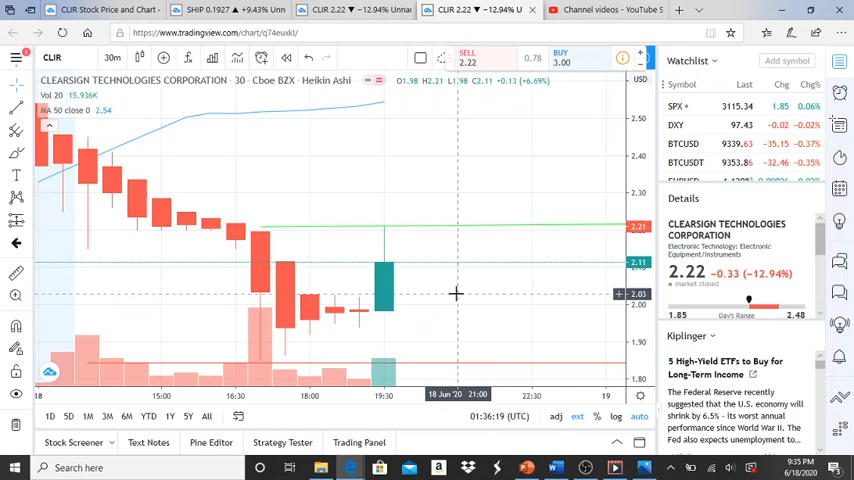 CLIR Stock Price and Chart -
SHIP 0.1927 ▲ +9.43% Unn
CLIR 2.22 ▼ −12.94% Unnar
CLIR 2.22 ▼ −12.94% U
Channel videos - YouTube
https://www.tradingview.com/chart/q74euxkl/
CLIR 30m
SELL 2.22
0.78
BUY 3.00
CLEARSIGN TECHNOLOGIES CORPORATION · 30 · Cboe BZX · Heikin Ashi
O1.98 H2.21 L1.98 C2.11 +0.13 (+6.69%)
USD
Vol 20 15.936K
MA 50 close 0 2.54
2.50
2.40
2.30
2.21
2.11
2.03
2.00
1.90
1.80
18 15:00 16:30 18:00 19:30 18 Jun '20 21:00 22:30 19
1D 5D 1M 3M 6M YTD 1Y 5Y All
01:36:19 (UTC) adj ext % log auto
Stock Screener Text Notes Pine Editor Strategy Tester Trading Panel
Watchlist Add symbol
Symbol Last Chg Chg%
SPX 3115.34 1.85 0.06%
DXY 97.43 −0.02 −0.02%
BTCUSD 9339.63 −35.15 −0.37%
BTCUSDT 9353.86 −32.46 −0.35%
Details
CLEARSIGN TECHNOLOGIES
CORPORATION
Electronic Technology: Electronic
Equipment/Instruments
2.22 −0.33 (−12.94%)
market closed
1.85 Day's Range 2.48
Kiplinger
5 High-Yield ETFs to Buy for
Long-Term Income
The Federal Reserve recently
suggested that the U.S. economy will
shrink by 6.5% - its worst annual
performance since World War II. The
Fed also expects unemployment to...
Search here
9:35 PM
6/18/2020